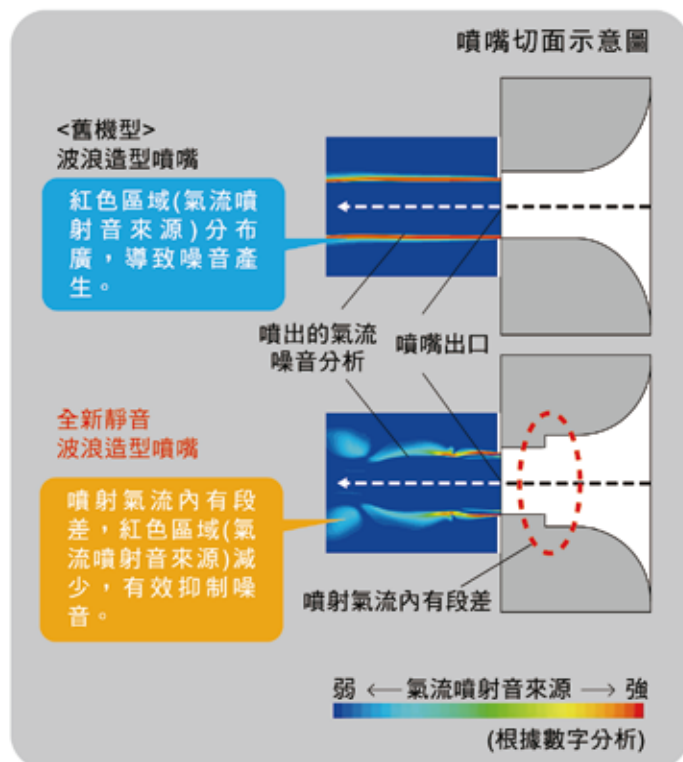 噴嘴切面示意圖
<舊機型>
波浪造型噴嘴
紅色區域(氣流噴
射音來源)分布
廣，導致噪音產
生。
噴出的氣流
噪音分析
噴嘴出口
全新靜音
波浪造型噴嘴
噴射氣流內有段
差，紅色區域(氣
流噴射音來源)減
少，有效抑制噪
音。
噴射氣流內有段差
弱 ← 氣流噴射音來源 → 強
(根據數字分析)